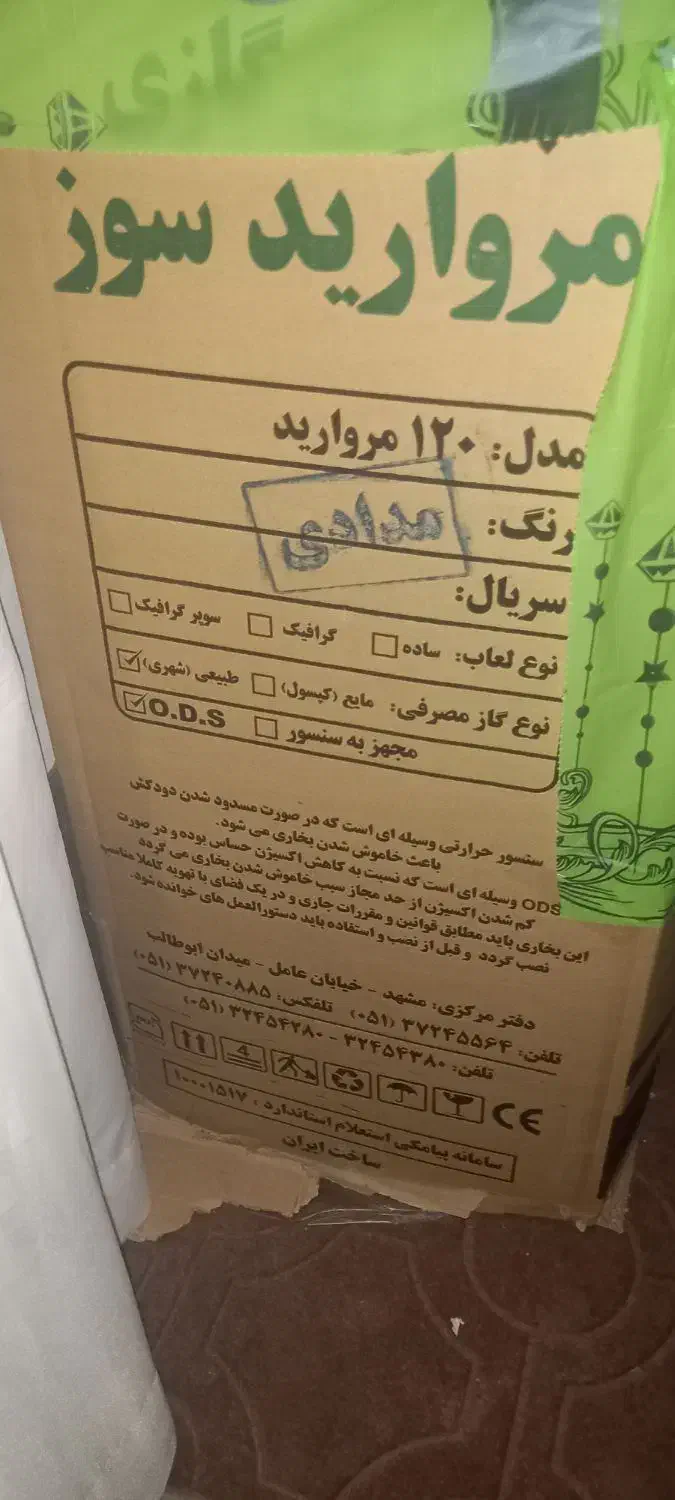 گازی
مروارید سوز
مدل: ۱۲۰ مروارید
رنگ: مدادی
سریال:
نوع لعاب: ساده گرافیک سوپر گرافیک
نوع گاز مصرفی: مایع (کپسول) طبیعی (شهری)
مجهز به سنسور O.D.S
سنسور حرارتی وسیله ای است که در صورت مسدود شدن دودکش
باعث خاموش شدن بخاری می شود.
ODS وسیله ای است که نسبت به کاهش اکسیژن حساس بوده و در صورت
کم شدن اکسیژن از حد مجاز سبب خاموش شدن بخاری می گردد
این بخاری باید مطابق قوانین و مقررات جاری و در یک فضای با تهویه کاملا مناسب
نصب گردد و قبل از نصب و استفاده باید دستورالعمل های خوانده شود.
دفتر مرکزی: مشهد - خیابان عامل - میدان ابوطالب
تلفن: ۳۷۲۴۵۵۶۴ (۰۵۱) تلفکس: ۳۷۲۴۰۸۸۵ (۰۵۱)
تلفن: ۳۲۴۵۴۳۸۰ - ۳۲۴۵۴۲۸۰ (۰۵۱)
CE 4
سامانه پیامکی استعلام استاندارد : ۱۰۰۰۱۵۱۷
ساخت ایران